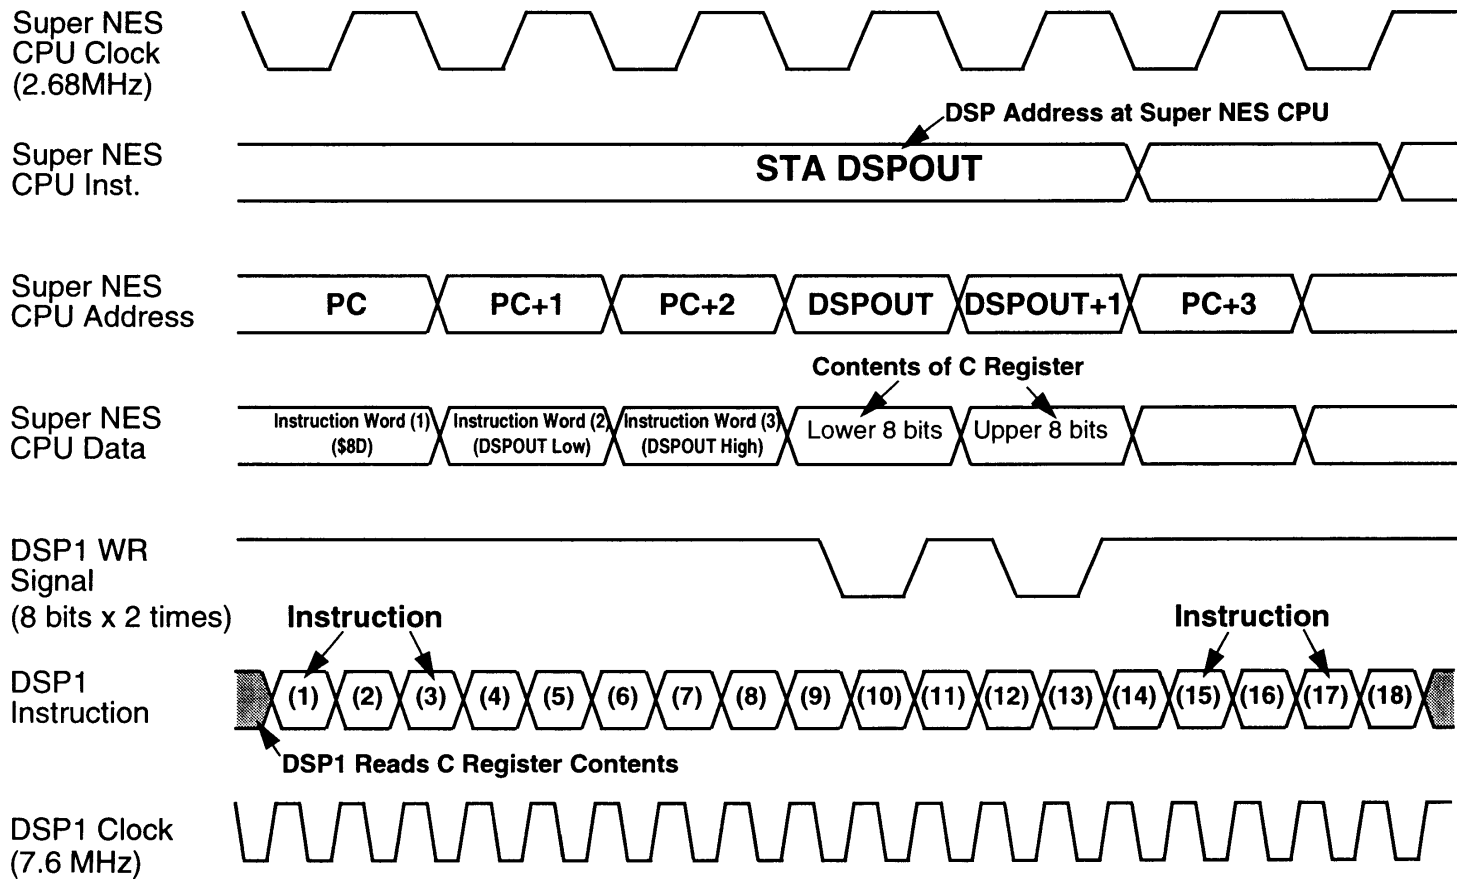 Super NES
CPU Clock
(2.68MHz)
DSP Address at Super NES CPU
Super NES
CPU Inst.
STA DSPOUT
Super NES
CPU Address
PC
PC+1
PC+2
DSPOUT
DSPOUT+1
PC+3
Contents of C Register
Super NES
CPU Data
Instruction Word (1)
($8D)
Instruction Word (2)
(DSPOUT Low)
Instruction Word (3)
(DSPOUT High)
Lower 8 bits
Upper 8 bits
DSP1 WR
Signal
(8 bits x 2 times)
Instruction
Instruction
DSP1
Instruction
(1)
(2)
(3)
(4)
(5)
(6)
(7)
(8)
(9)
(10)
(11)
(12)
(13)
(14)
(15)
(16)
(17)
(18)
DSP1 Reads C Register Contents
DSP1 Clock
(7.6 MHz)